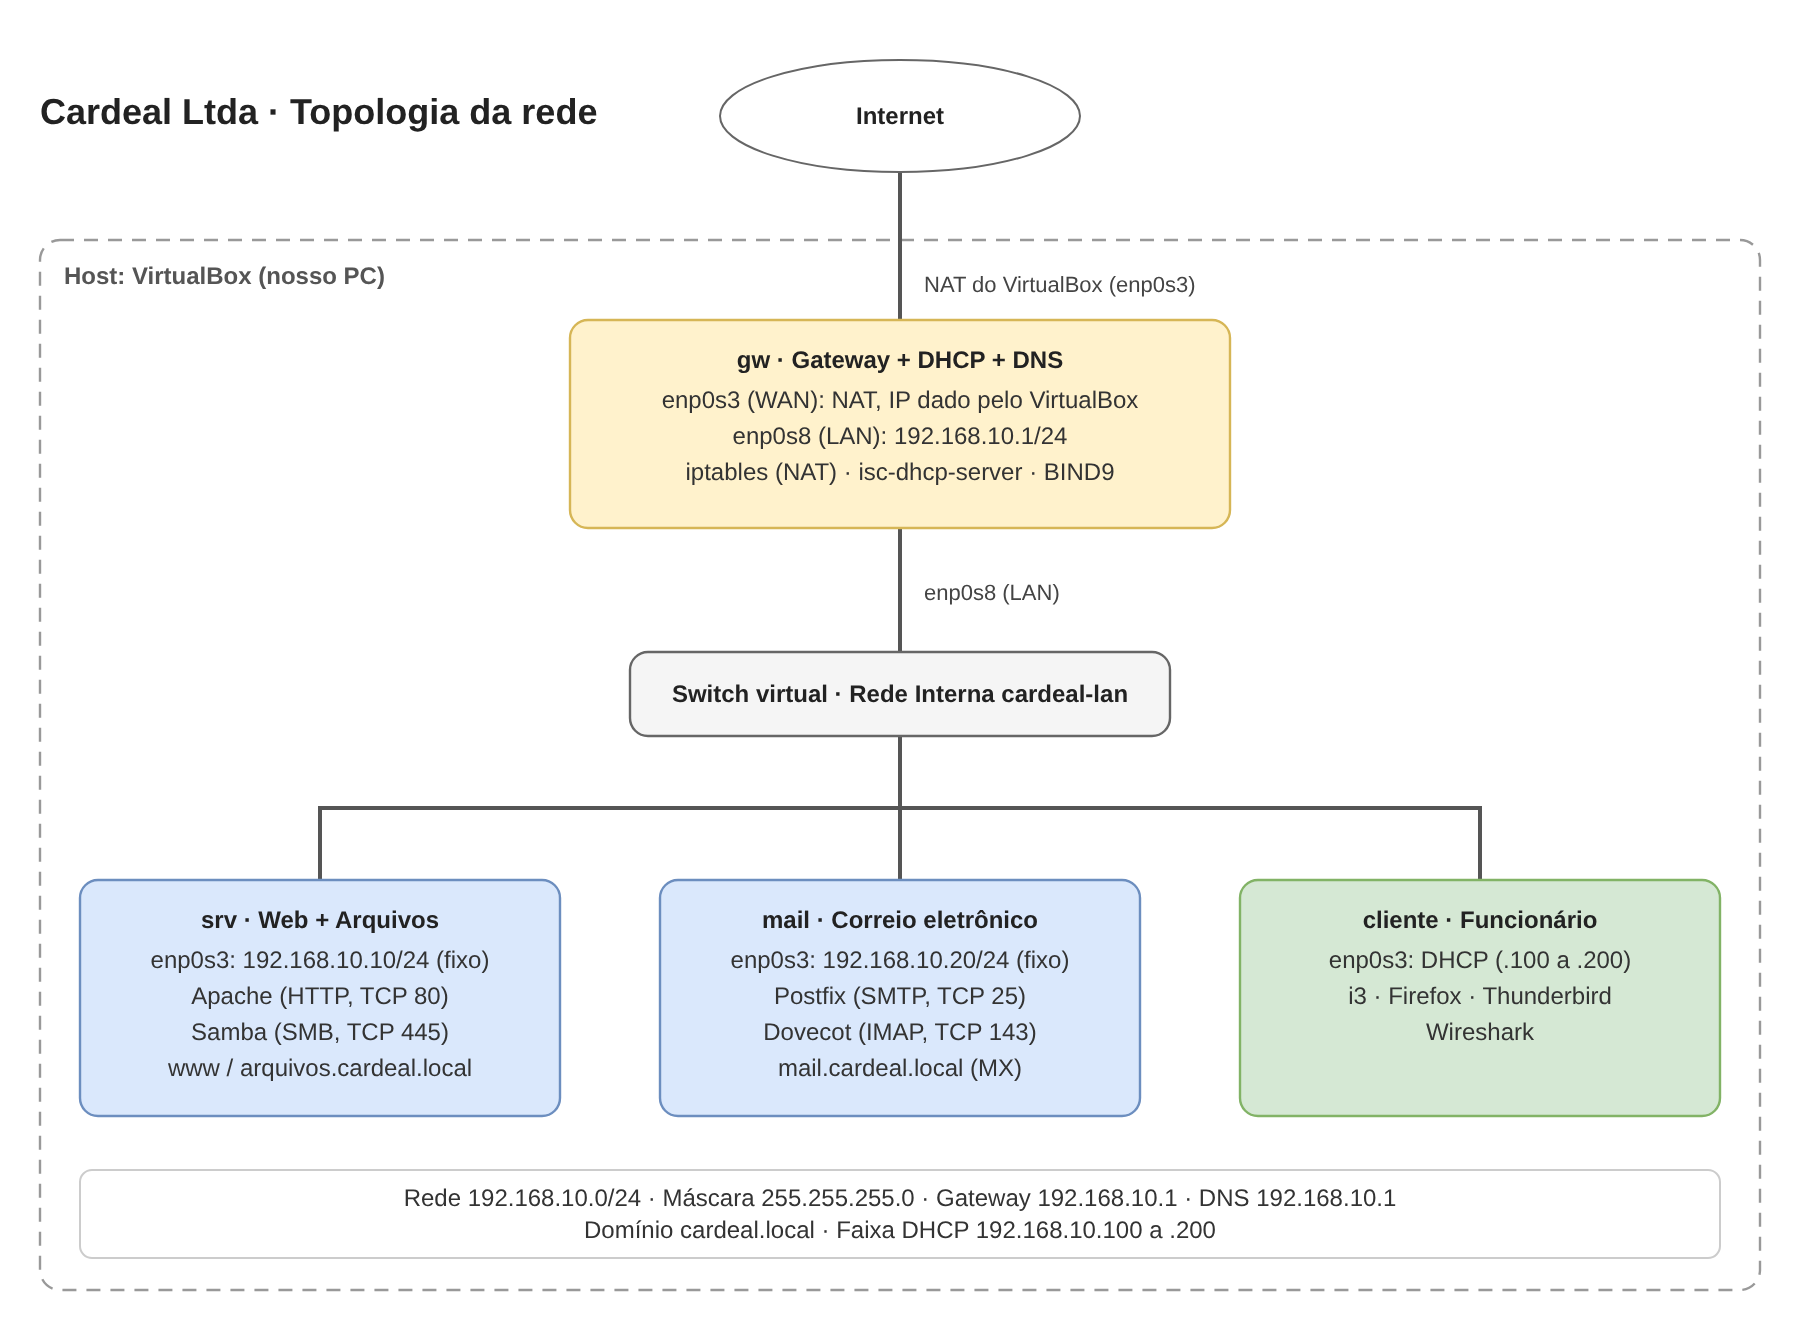 Cardeal Ltda · Topologia da rede
Internet
Host: VirtualBox (nosso PC)
NAT do VirtualBox (enp0s3)
gw · Gateway + DHCP + DNS
enp0s3 (WAN): NAT, IP dado pelo VirtualBox
enp0s8 (LAN): 192.168.10.1/24
iptables (NAT) · isc-dhcp-server · BIND9
enp0s8 (LAN)
Switch virtual · Rede Interna cardeal-lan
srv · Web + Arquivos
enp0s3: 192.168.10.10/24 (fixo)
Apache (HTTP, TCP 80)
Samba (SMB, TCP 445)
www / arquivos.cardeal.local
mail · Correio eletrônico
enp0s3: 192.168.10.20/24 (fixo)
Postfix (SMTP, TCP 25)
Dovecot (IMAP, TCP 143)
mail.cardeal.local (MX)
cliente · Funcionário
enp0s3: DHCP (.100 a .200)
i3 · Firefox · Thunderbird
Wireshark
Rede 192.168.10.0/24 · Máscara 255.255.255.0 · Gateway 192.168.10.1 · DNS 192.168.10.1
Domínio cardeal.local · Faixa DHCP 192.168.10.100 a .200